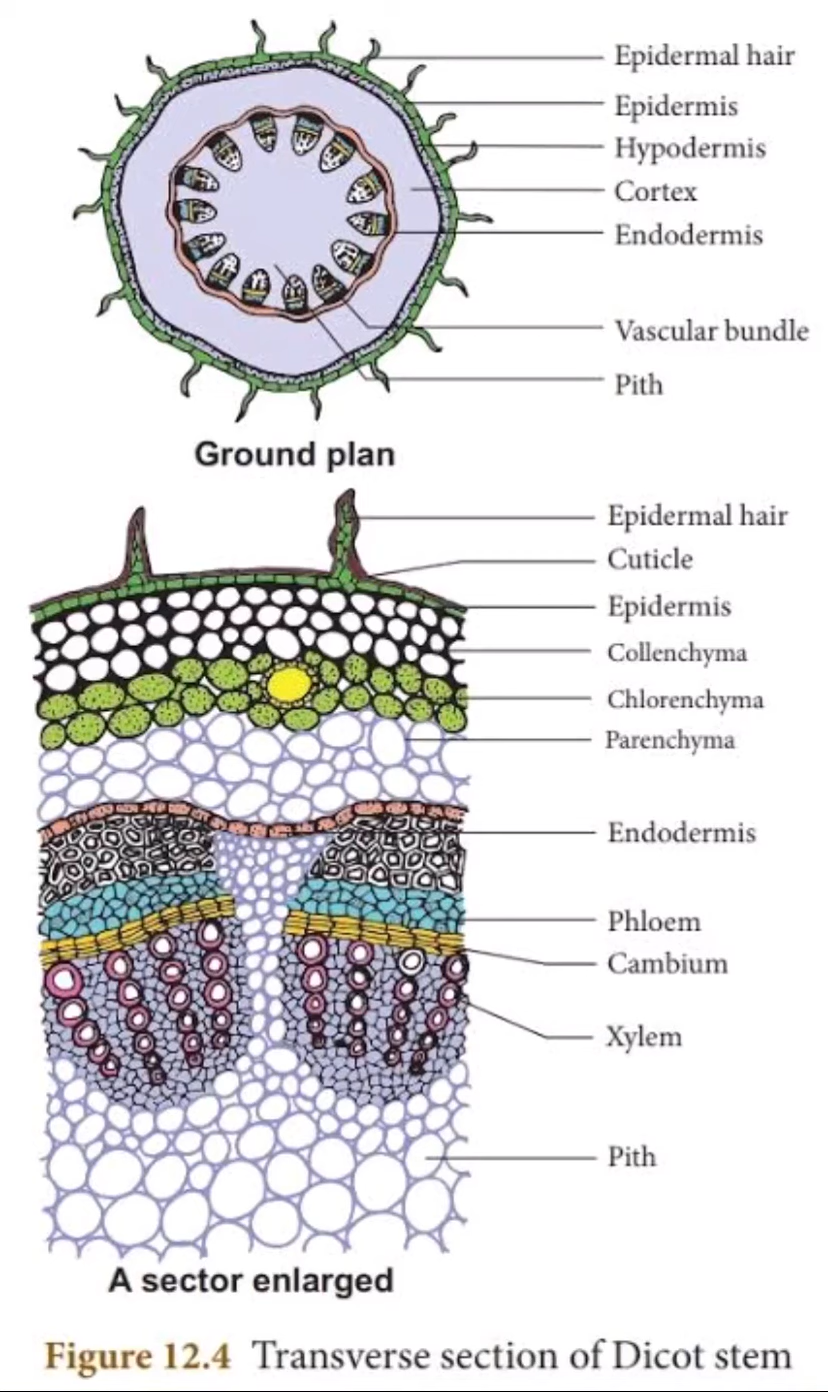 Epidermal hair
Epidermis
Hypodermis
Cortex
Endodermis
Vascular bundle
Pith
Ground plan
Epidermal hair
Cuticle
Epidermis
Collenchyma
Chlorenchyma
Parenchyma
Endodermis
Phloem
Cambium
Xylem
Pith
A sector enlarged
Figure 12.4 Transverse section of Dicot stem